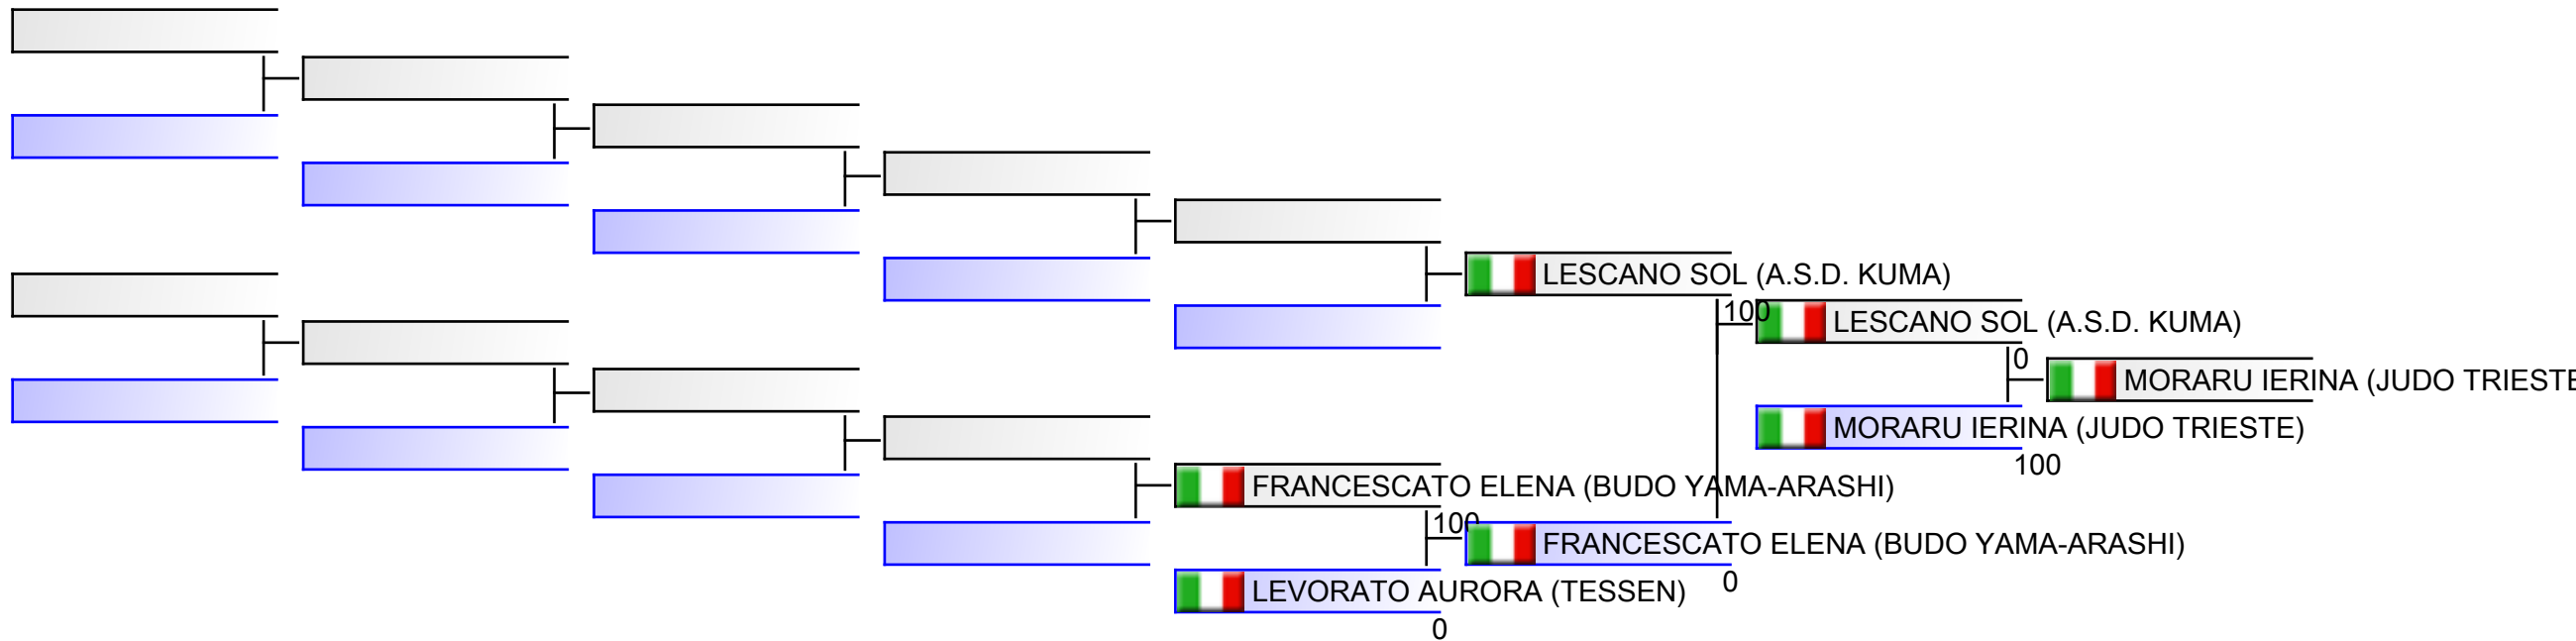 LESCANO SOL (A.S.D. KUMA)
100
LESCANO SOL (A.S.D. KUMA)
0
MORARU IERINA (JUDO TRIESTE
MORARU IERINA (JUDO TRIESTE)
100
FRANCESCATO ELENA (BUDO YAMA-ARASHI)
100
FRANCESCATO ELENA (BUDO YAMA-ARASHI)
0
LEVORATO AURORA (TESSEN)
0